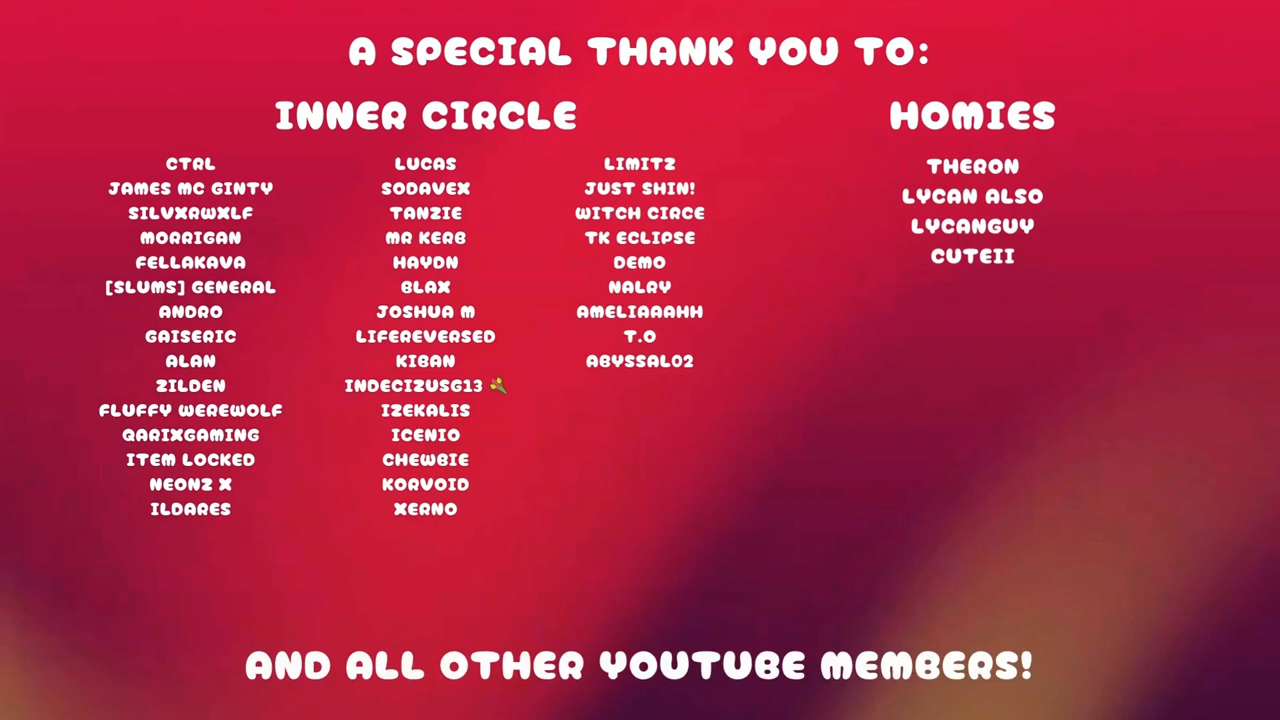 A SPECIAL THANK YOU TO:
INNER CIRCLE
CTRL
JAMES MC GINTY
SILVXRWXLF
MORRIGAN
FELLAKAVA
[SLUMS] GENERAL
ANDRO
GAISERIC
ALAN
ZILDEN
FLUFFY WEREWOLF
QARIXGAMING
ITEM LOCKED
NEONZ X
ILDARES
LUCAS
SODAVEX
TANZIE
MR KERB
HAYDN
BLAX
JOSHUA M
LIFEREVERSED
KIBAN
INDECIZUSG13 🌷
IZEKALIS
ICENIO
CHEWBIE
KORVOID
XERNO
LIMITZ
JUST SHIN!
WITCH CIRCE
TK ECLIPSE
DEMO
NALRY
AMELIAAAHH
T.O
ABYSSAL02
HOMIES
THERON
LYCAN ALSO
LYCANGUY
CUTEII
AND ALL OTHER YOUTUBE MEMBERS!